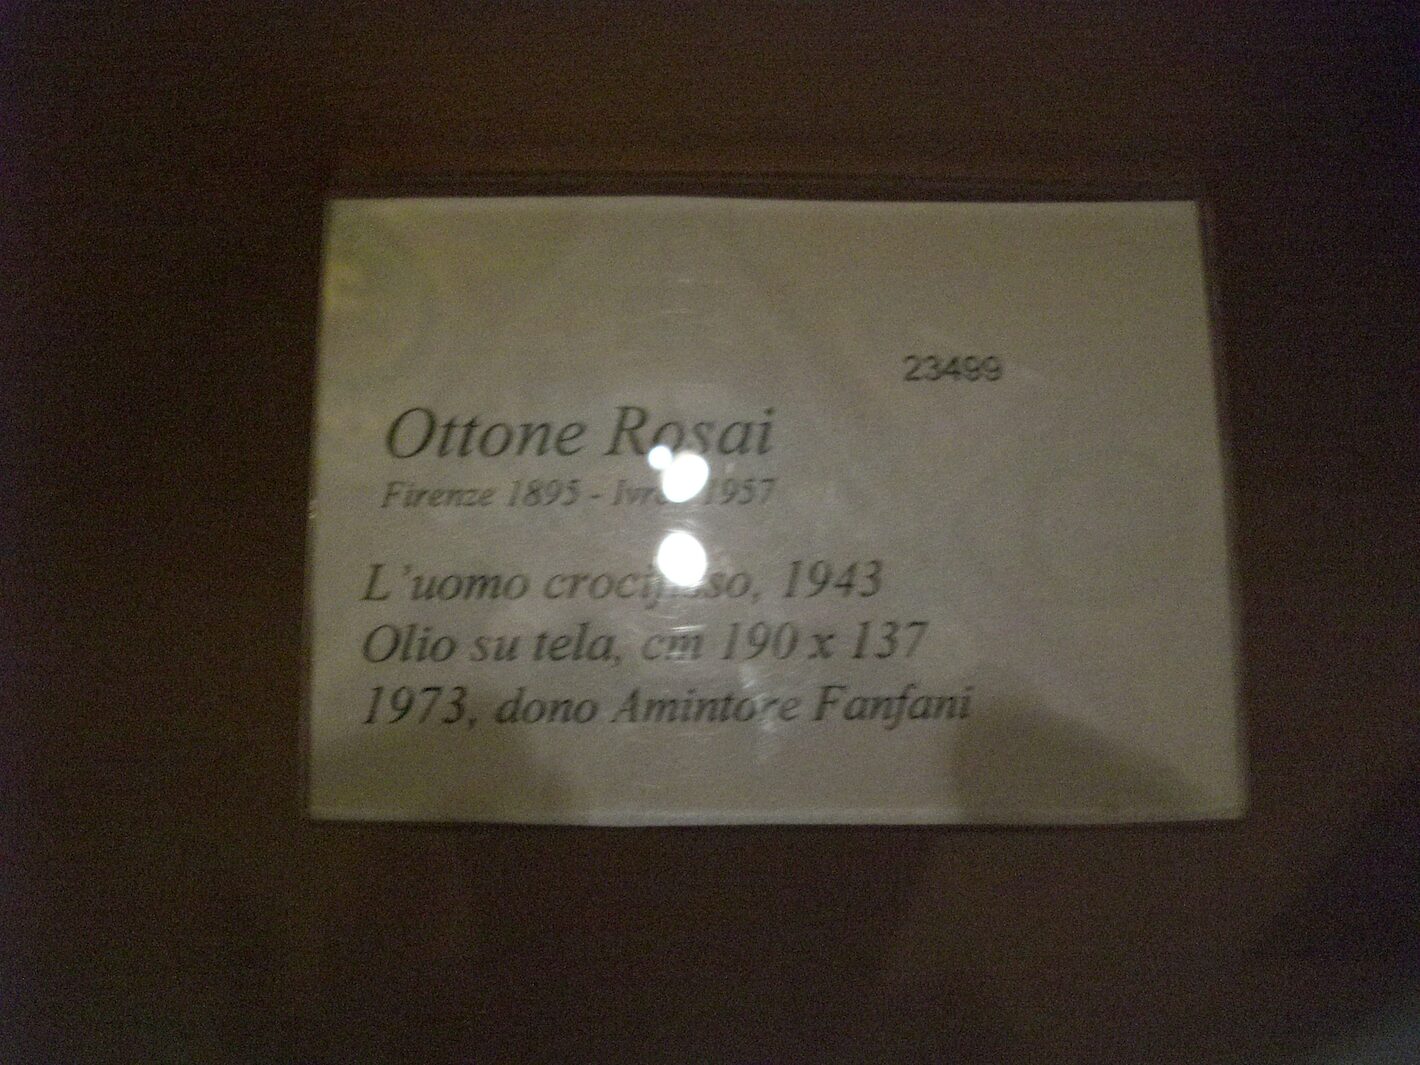 23499
Ottone Rosai
Firenze 1895 - 1957
L'uomo crocifisso, 1943
Olio su tela, cm 190 x 137
1973, dono Amintore Fanfani